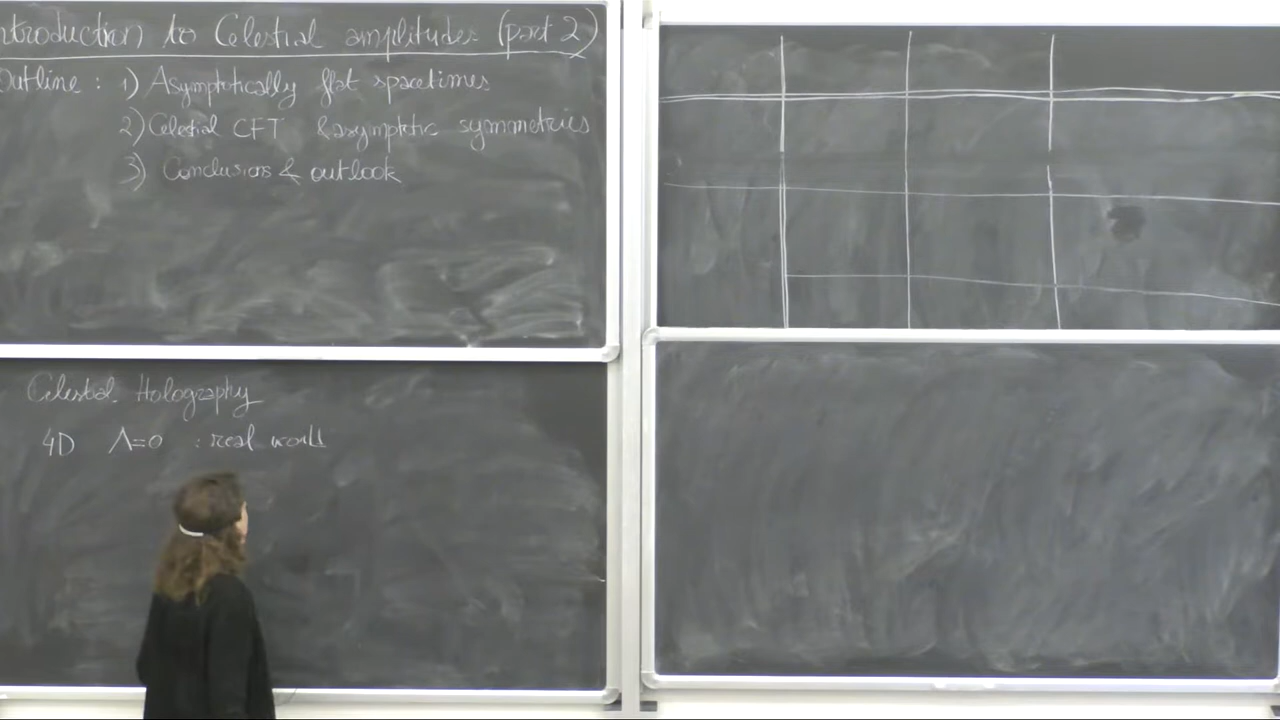 ntroduction to Celestial amplitudes (part 2)
Outline : 1) Asymptotically flat spacetimes
2) Celestial CFT & asymptotic symmetries
3) Conclusions & outlook
Celestial Holography
4D Λ=0 : real world